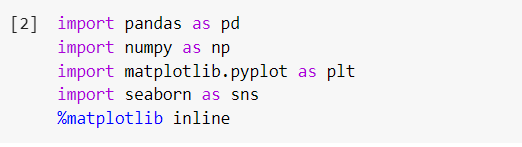 [2] import pandas as pd
import numpy as np
import matplotlib.pyplot as plt
import seaborn as sns
%matplotlib inline